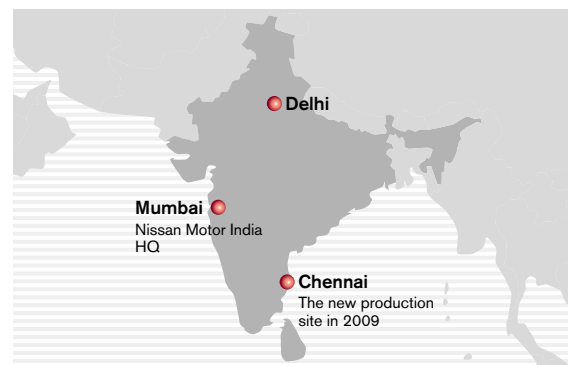 Delhi
Mumbai
Nissan Motor India
HQ
Chennai
The new production
site in 2009